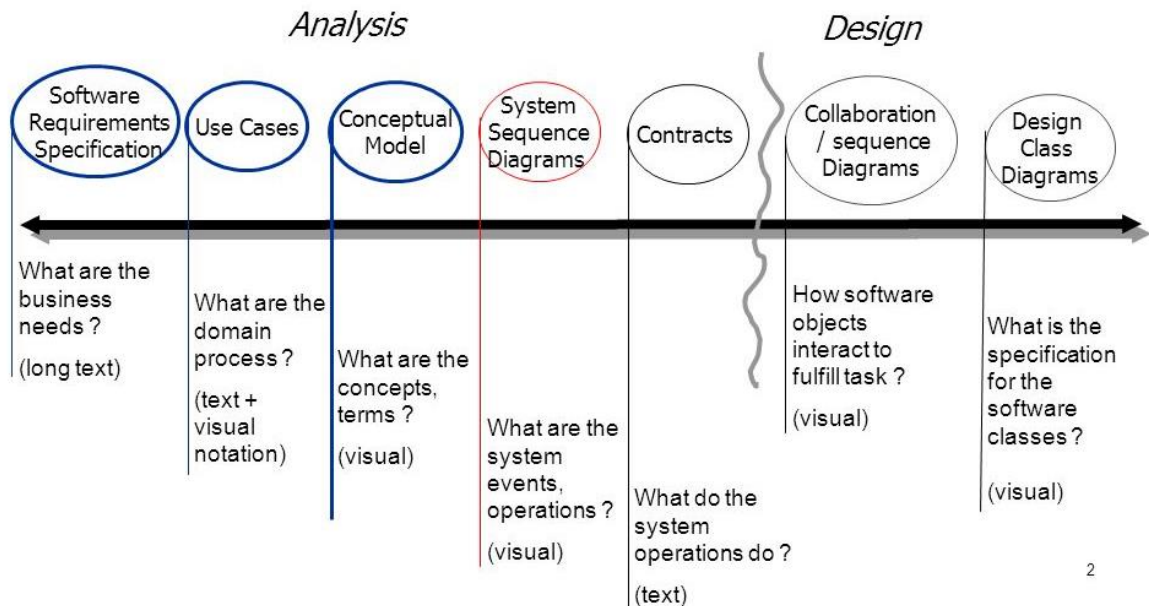 Analysis
Design
Software
Requirements
Specification
Use Cases
Conceptual
Model
System
Sequence
Diagrams
Contracts
Collaboration
/ sequence
Diagrams
Design
Class
Diagrams
What are the
business
needs ?
(long text)
What are the
domain
process ?
(text +
visual
notation)
What are the
concepts,
terms ?
(visual)
What are the
system
events,
operations ?
(visual)
What do the
system
operations do ?
(text)
How software
objects
interact to
fulfill task ?
(visual)
What is the
specification
for the
software
classes ?
(visual)
2